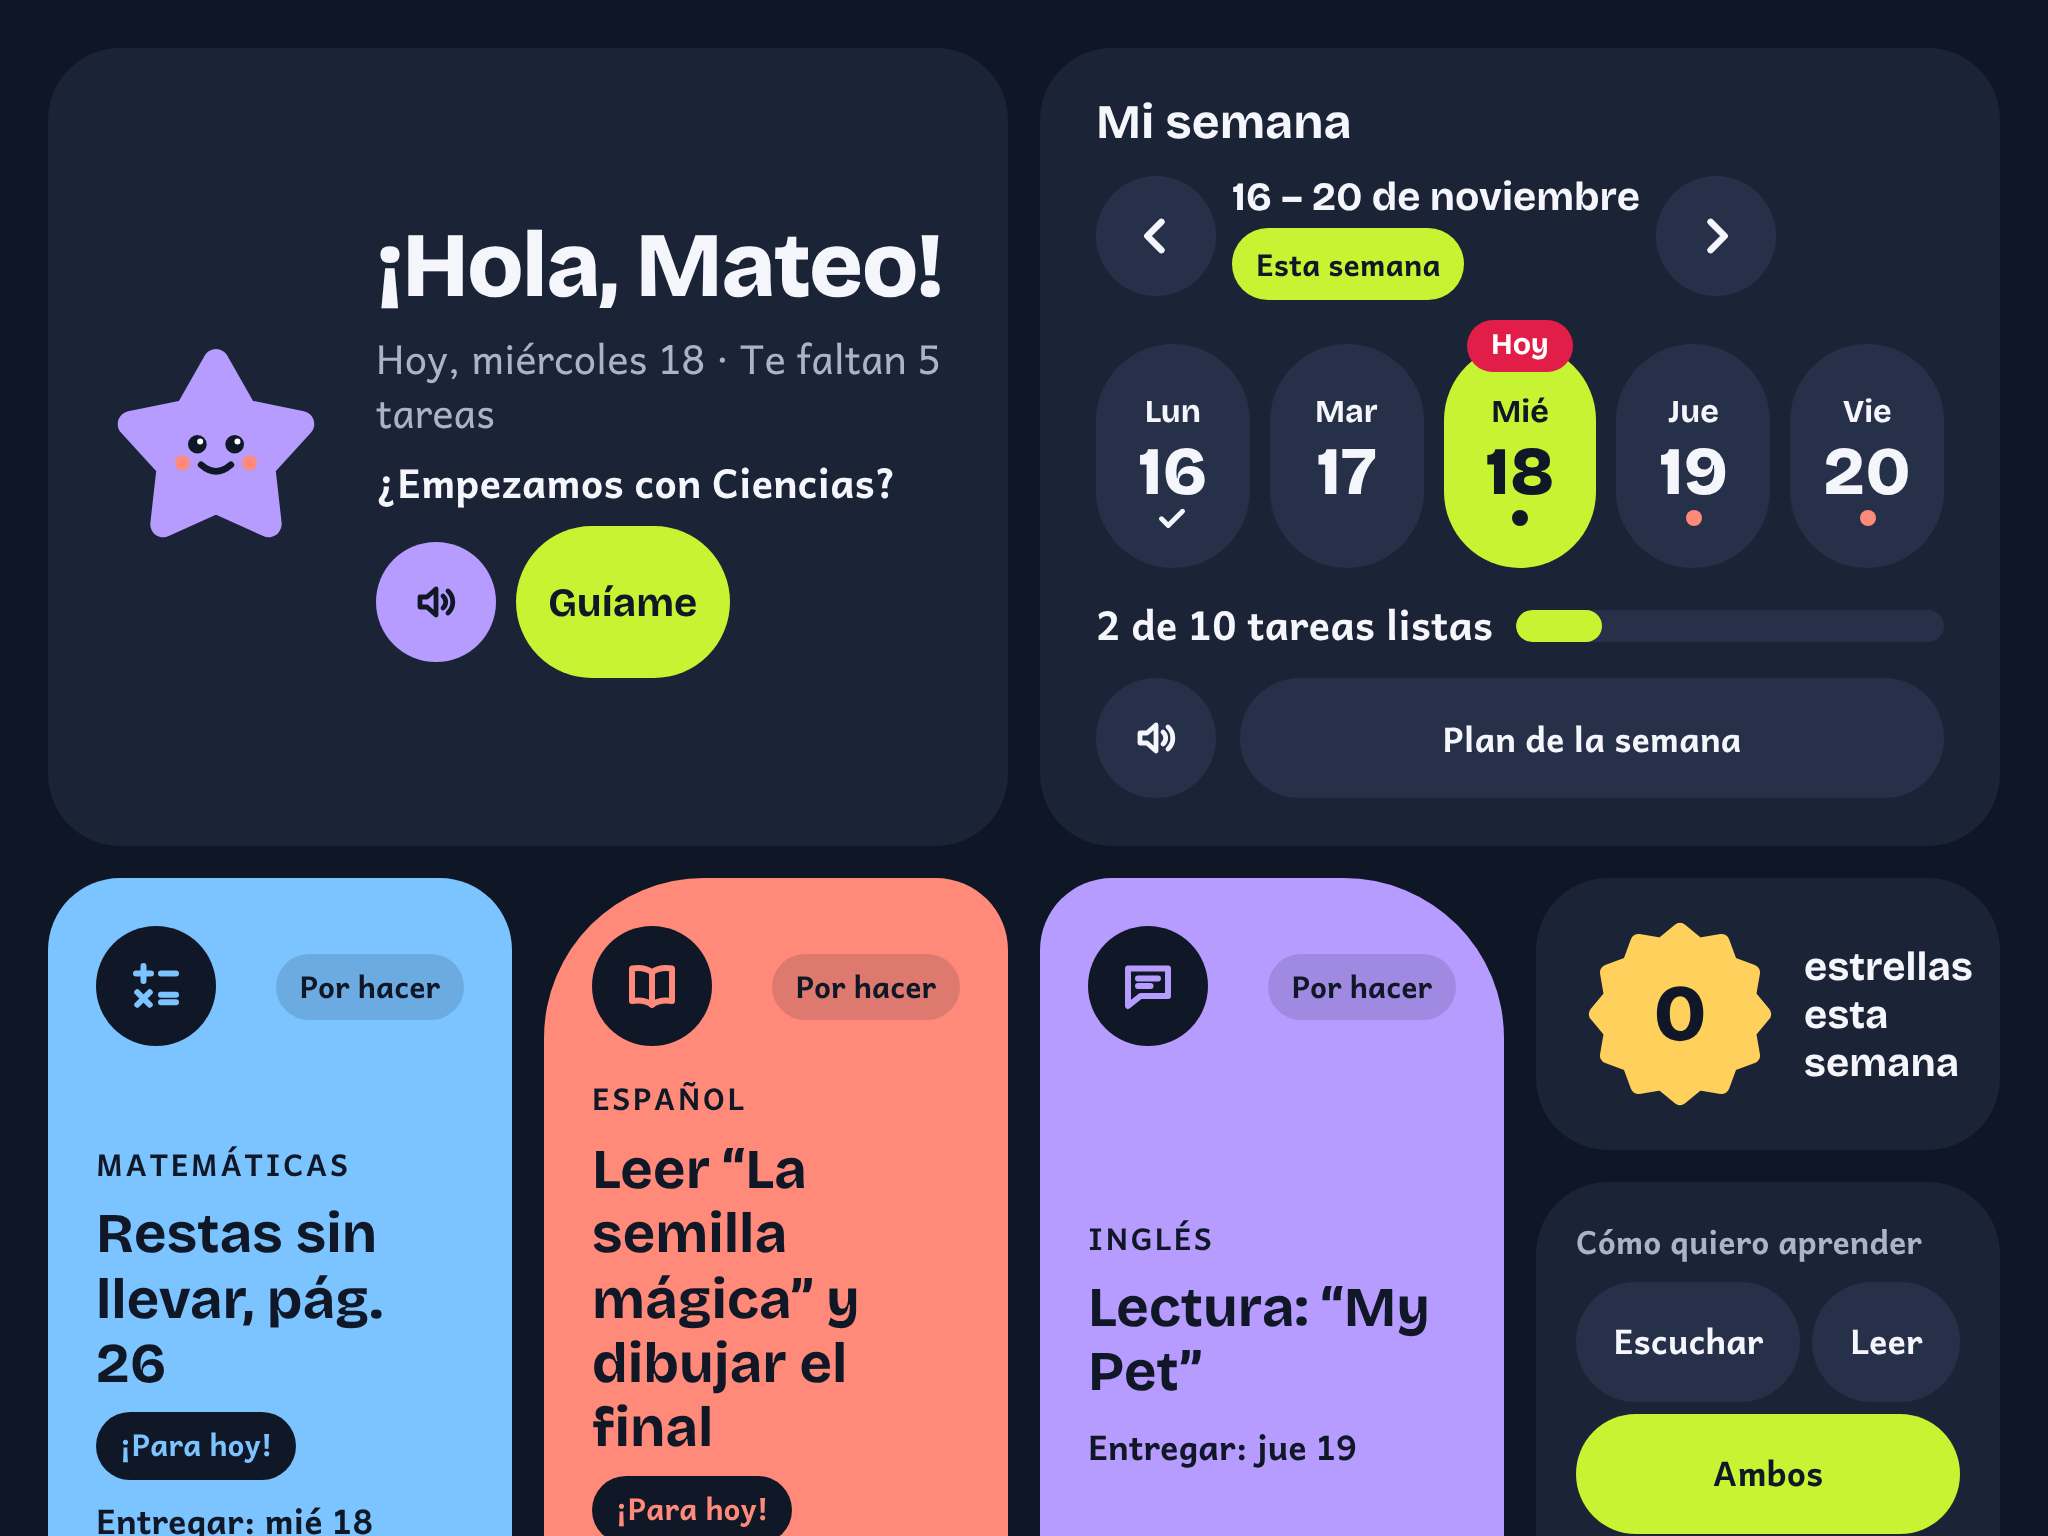 ¡Hola, Mateo!
Hoy, miércoles 18 · Te faltan 5
tareas
¿Empezamos con Ciencias?
Guíame
Mi semana
16 – 20 de noviembre
Esta semana
Hoy
Lun
16
Mar
17
Mié
18
Jue
19
Vie
20
2 de 10 tareas listas
Plan de la semana
Por hacer
MATEMÁTICAS
Restas sin
llevar, pág.
26
¡Para hoy!
Entregar: mié 18
Por hacer
ESPAÑOL
Leer “La
semilla
mágica” y
dibujar el
final
¡Para hoy!
Por hacer
INGLÉS
Lectura: “My
Pet”
Entregar: jue 19
0
estrellas
esta
semana
Cómo quiero aprender
Escuchar
Leer
Ambos